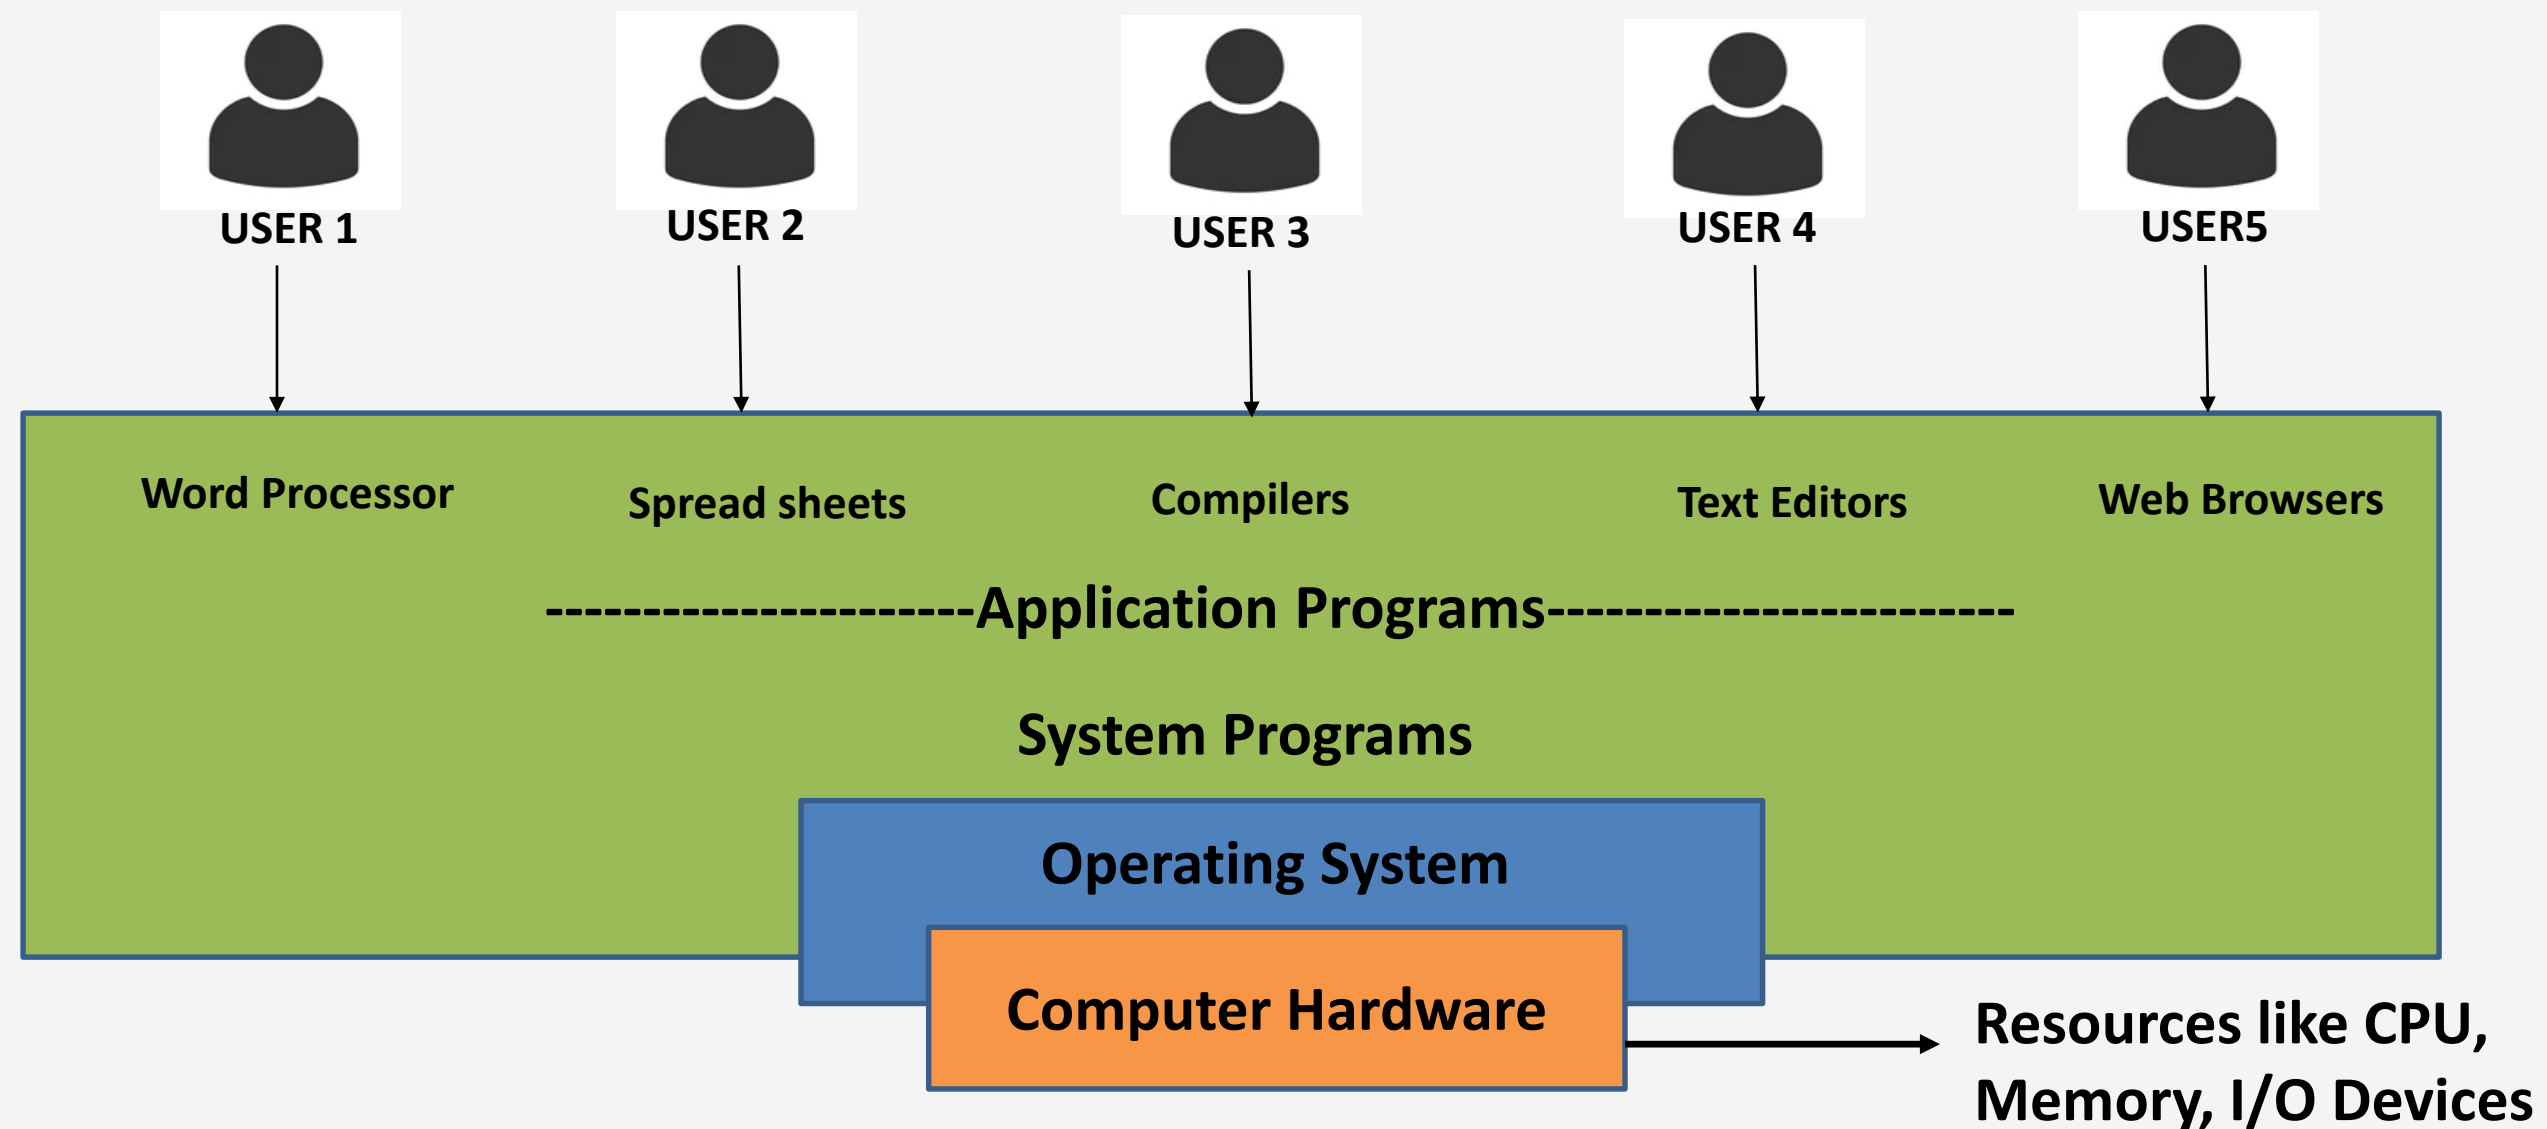 USER 1
USER 2
USER 3
USER 4
USER5
Word Processor
Spread sheets
Compilers
Text Editors
Web Browsers
----------------------Application Programs------------------------
System Programs
Operating System
Computer Hardware
Resources like CPU,
Memory, I/O Devices